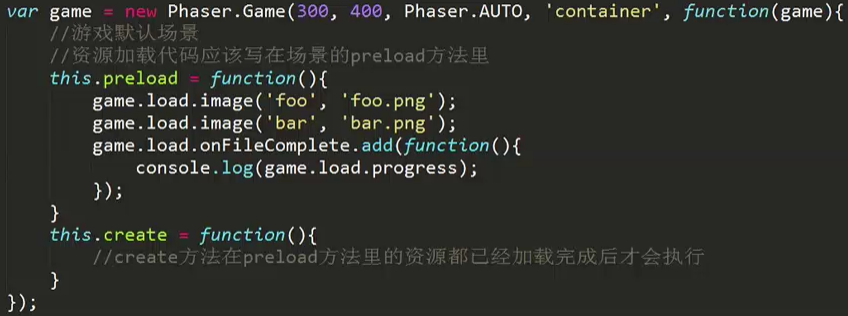 var game = new Phaser.Game(300, 400, Phaser.AUTO, 'container', function(game){
    //游戏默认场景
    //资源加载代码应该写在场景的preload方法里
    this.preload = function(){
        game.load.image('foo', 'foo.png');
        game.load.image('bar', 'bar.png');
        game.load.onFileComplete.add(function(){
            console.log(game.load.progress);
        });
    }
    this.create = function(){
        //create方法在preload方法里的资源都已经加载完成后才会执行
    }
});